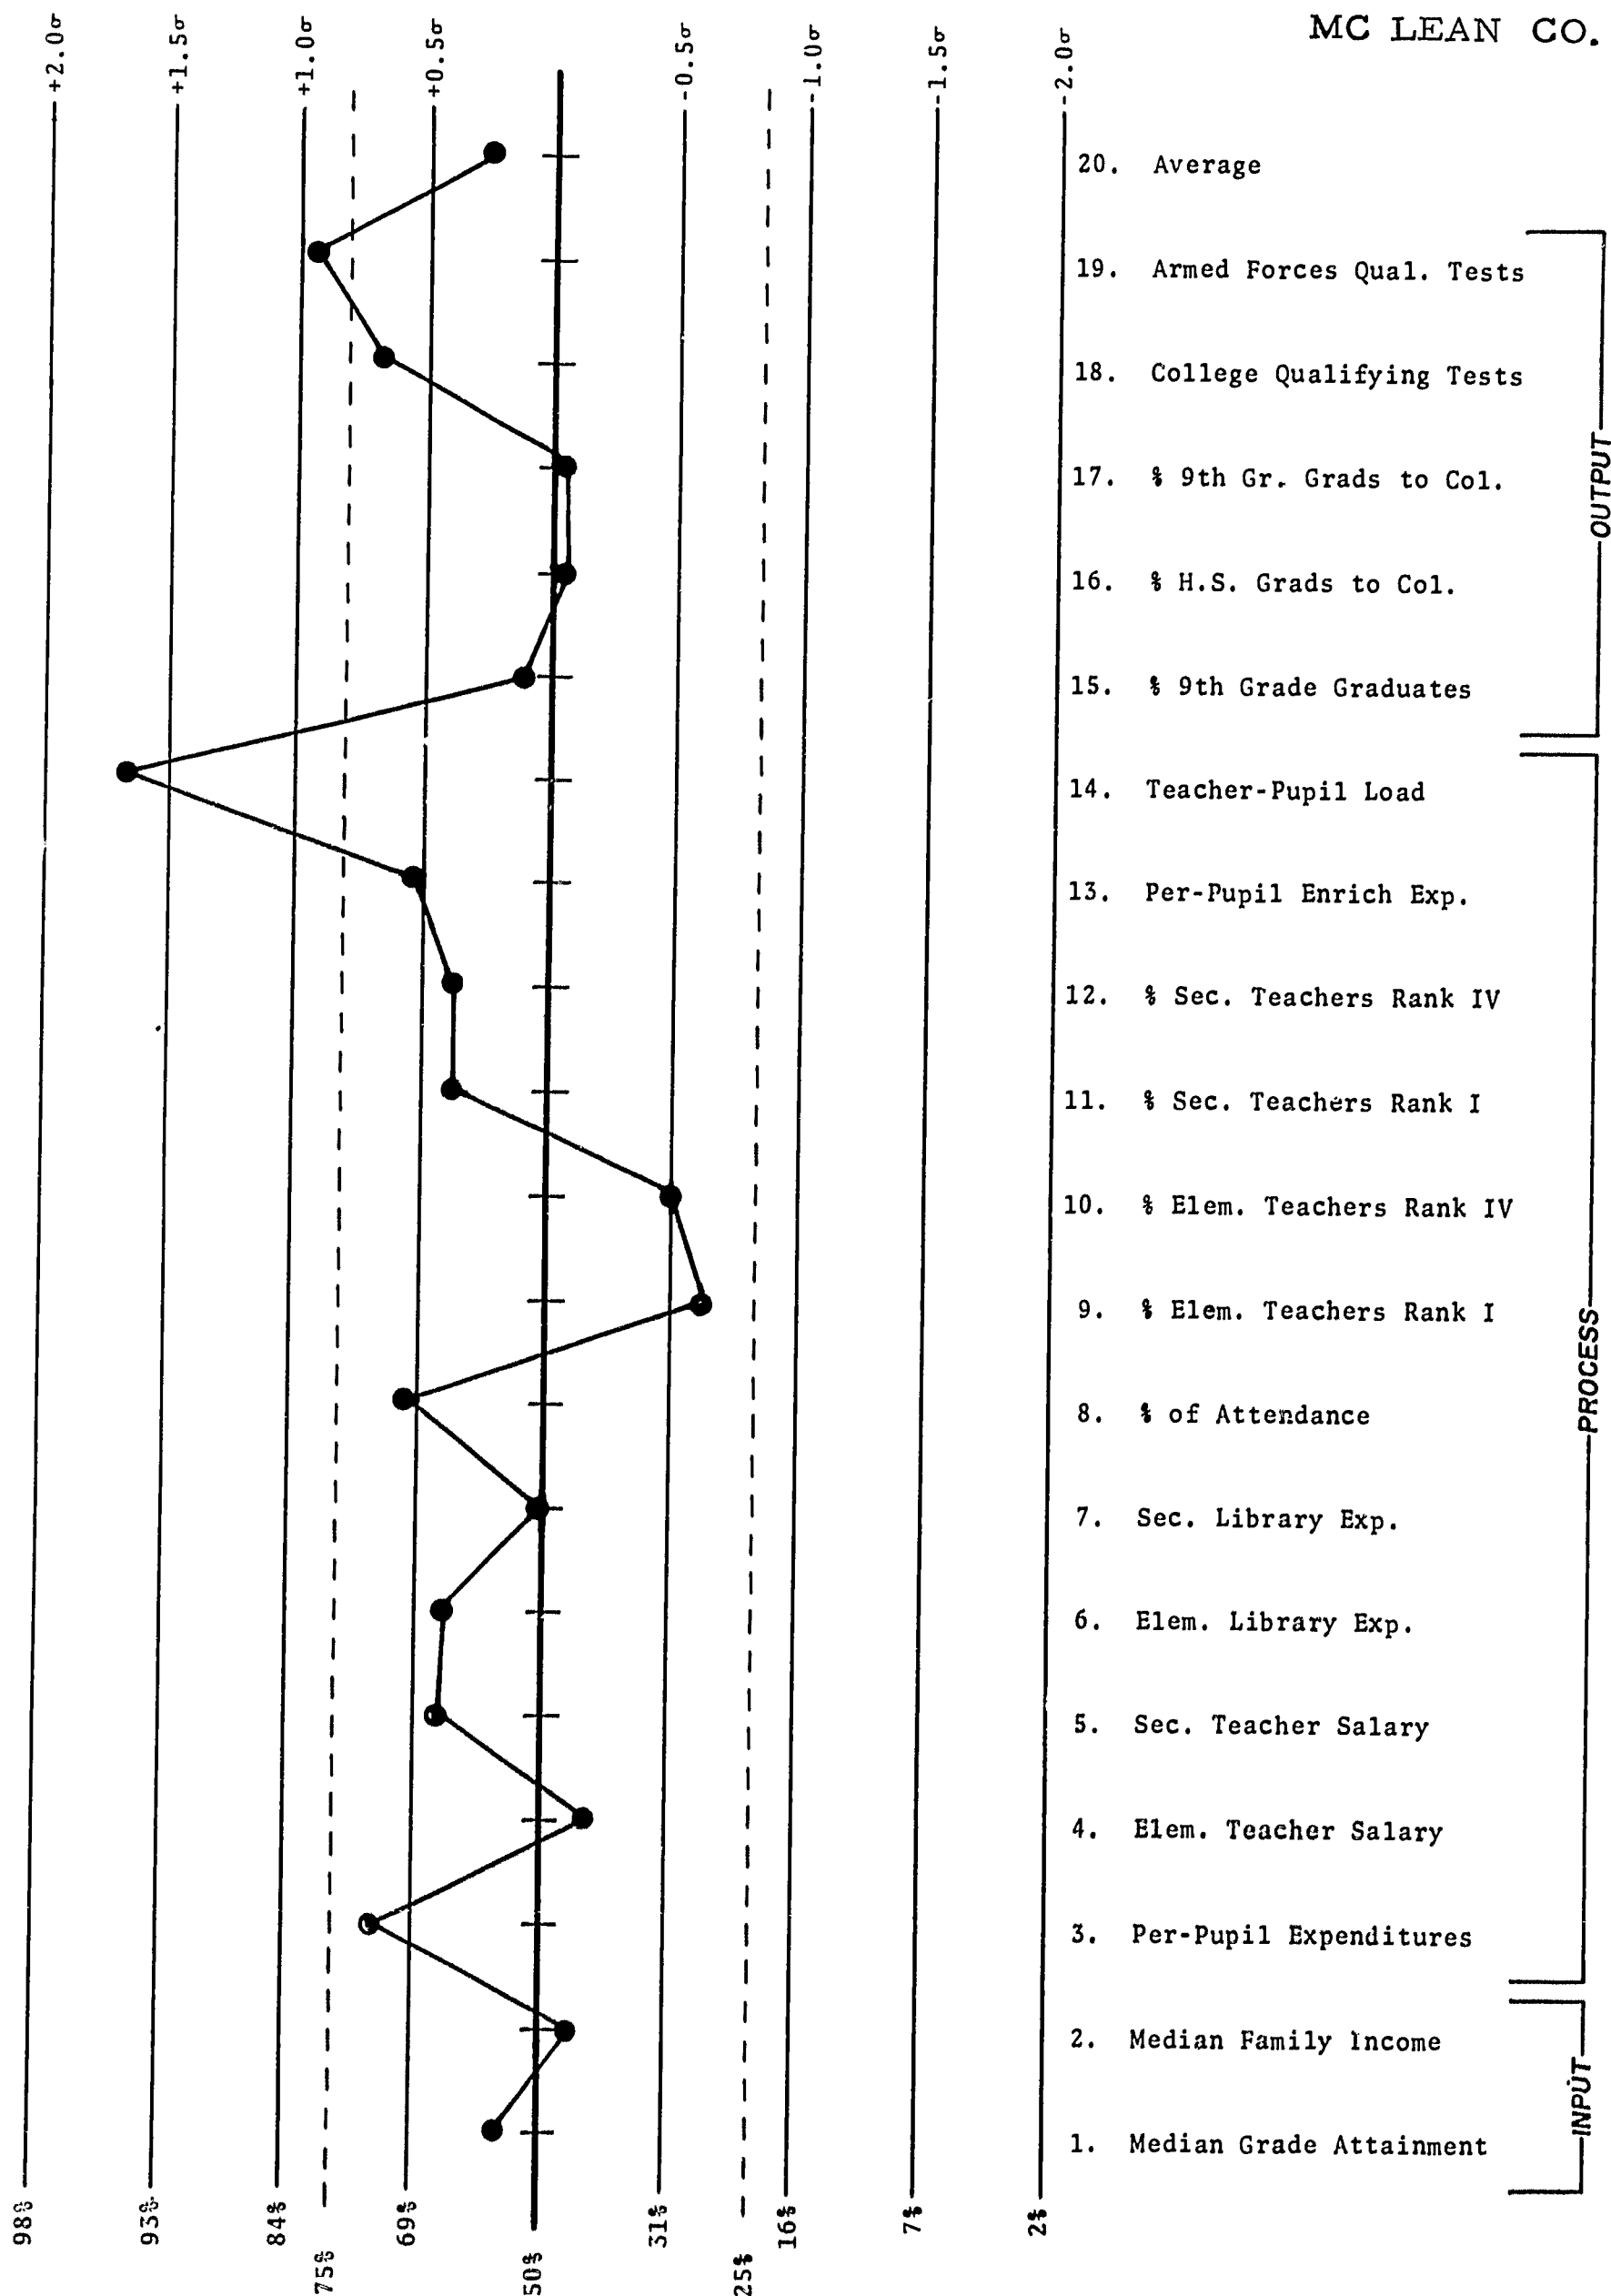 MC LEAN CO.
+2.0σ
+1.5σ
+1.0σ
+0.5σ
-0.5σ
-1.0σ
-1.5σ
-2.0σ
20. Average
19. Armed Forces Qual. Tests
18. College Qualifying Tests
17. % 9th Gr. Grads to Col.
16. % H.S. Grads to Col.
15. % 9th Grade Graduates
OUTPUT
14. Teacher-Pupil Load
13. Per-Pupil Enrich Exp.
12. % Sec. Teachers Rank IV
11. % Sec. Teachers Rank I
10. % Elem. Teachers Rank IV
9. % Elem. Teachers Rank I
8. % of Attendance
7. Sec. Library Exp.
6. Elem. Library Exp.
5. Sec. Teacher Salary
4. Elem. Teacher Salary
3. Per-Pupil Expenditures
PROCESS
2. Median Family Income
1. Median Grade Attainment
INPUT
98%
93%
84%
75%
69%
50%
31%
25%
16%
7%
2%